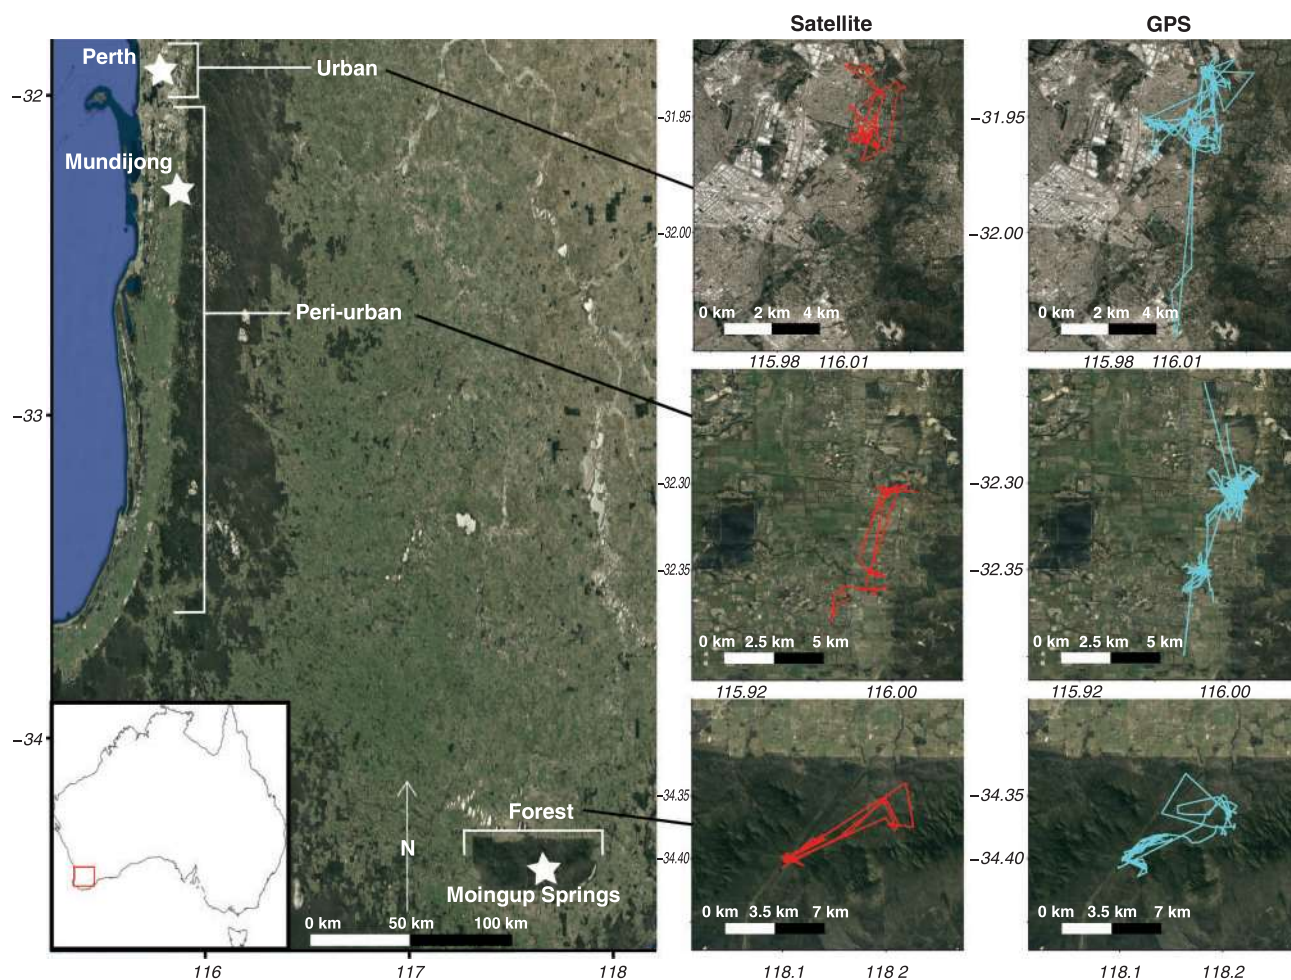 Satellite
GPS
Perth
Urban
Mundijong
Peri-urban
Forest
Moingup Springs
N
0 km 50 km 100 km
−32
−33
−34
116 117 118
−31.95
−32.00
0 km 2 km 4 km
115.98 116.01
−31.95
−32.00
0 km 2 km 4 km
115.98 116.01
−32.30
−32.35
0 km 2.5 km 5 km
115.92 116.00
−32.30
−32.35
0 km 2.5 km 5 km
115.92 116.00
−34.35
−34.40
0 km 3.5 km 7 km
118.1 118.2
−34.35
−34.40
0 km 3.5 km 7 km
118.1 118.2